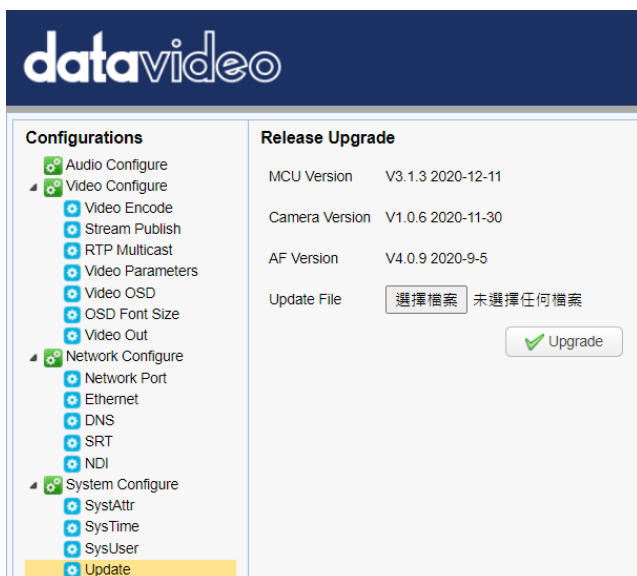 datavideo
Configurations
Audio Configure
Video Configure
Video Encode
Stream Publish
RTP Multicast
Video Parameters
Video OSD
OSD Font Size
Video Out
Network Configure
Network Port
Ethernet
DNS
SRT
NDI
System Configure
SystAttr
SysTime
SysUser
Update
Release Upgrade
MCU Version V3.1.3 2020-12-11
Camera Version V1.0.6 2020-11-30
AF Version V4.0.9 2020-9-5
Update File 選擇檔案 未選擇任何檔案
Upgrade